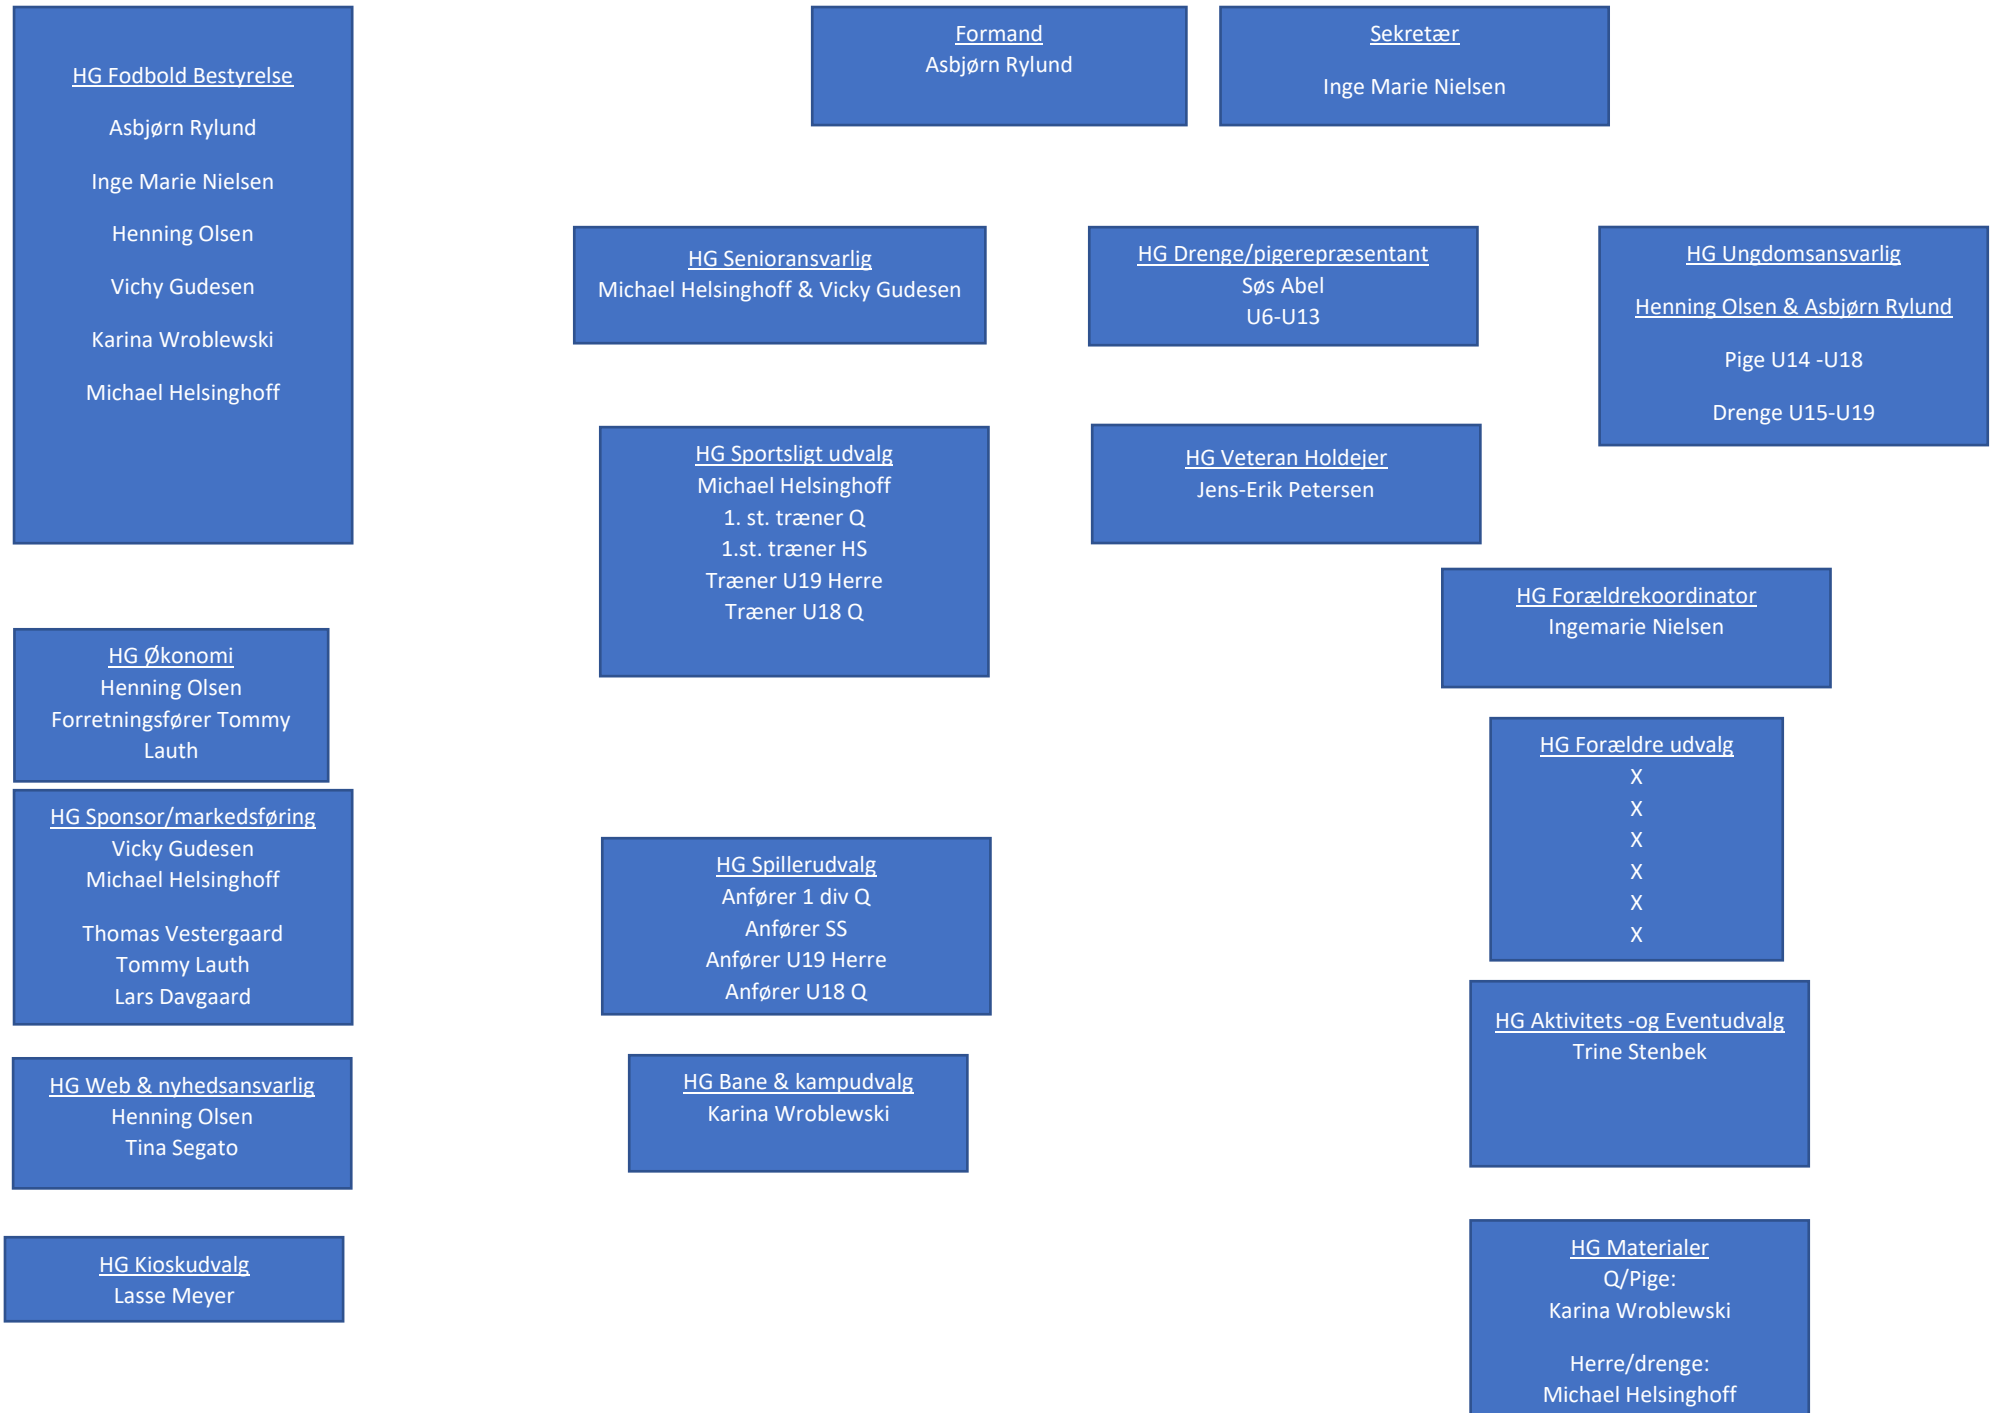 HG Fodbold Bestyrelse
Asbjørn Rylund
Inge Marie Nielsen
Henning Olsen
Vichy Gudesen
Karina Wroblewski
Michael Helsinghoff
Formand
Asbjørn Rylund
Sekretær
Inge Marie Nielsen
HG Senioransvarlig
Michael Helsinghoff & Vicky Gudesen
HG Drenge/pigerepræsentant
Søs Abel
U6-U13
HG Ungdomsansvarlig
Henning Olsen & Asbjørn Rylund
Pige U14 -U18
Drenge U15-U19
HG Sportsligt udvalg
Michael Helsinghoff
1. st. træner Q
1.st. træner HS
Træner U19 Herre
Træner U18 Q
HG Veteran Holdejer
Jens-Erik Petersen
HG Forældrekoordinator
Ingemarie Nielsen
HG Økonomi
Henning Olsen
Forretningsfører Tommy
Lauth
HG Forældre udvalg
X
X
X
X
X
X
HG Sponsor/markedsføring
Vicky Gudesen
Michael Helsinghoff
Thomas Vestergaard
Tommy Lauth
Lars Davgaard
HG Spillerudvalg
Anfører 1 div Q
Anfører SS
Anfører U19 Herre
Anfører U18 Q
HG Aktivitets -og Eventudvalg
Trine Stenbek
HG Web & nyhedsansvarlig
Henning Olsen
Tina Segato
HG Bane & kampudvalg
Karina Wroblewski
HG Kioskudvalg
Lasse Meyer
HG Materialer
Q/Pige:
Karina Wroblewski
Herre/drenge:
Michael Helsinghoff